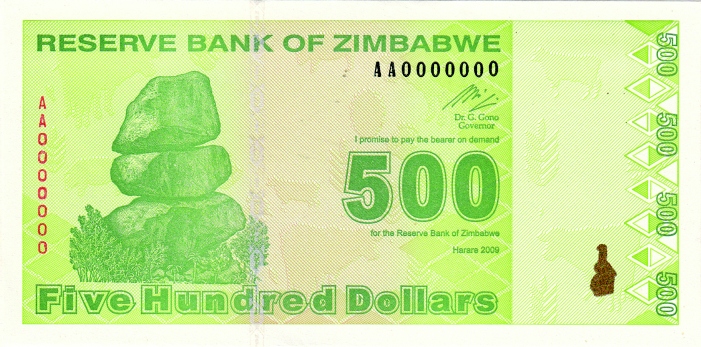 RESERVE BANK OF ZIMBABWE
AA0000000
AA0000000
Dr. G. Gono
Governor
I promise to pay the bearer on demand
500
for the Reserve Bank of Zimbabwe
Harare 2009
Five Hundred Dollars
500
500
500
500